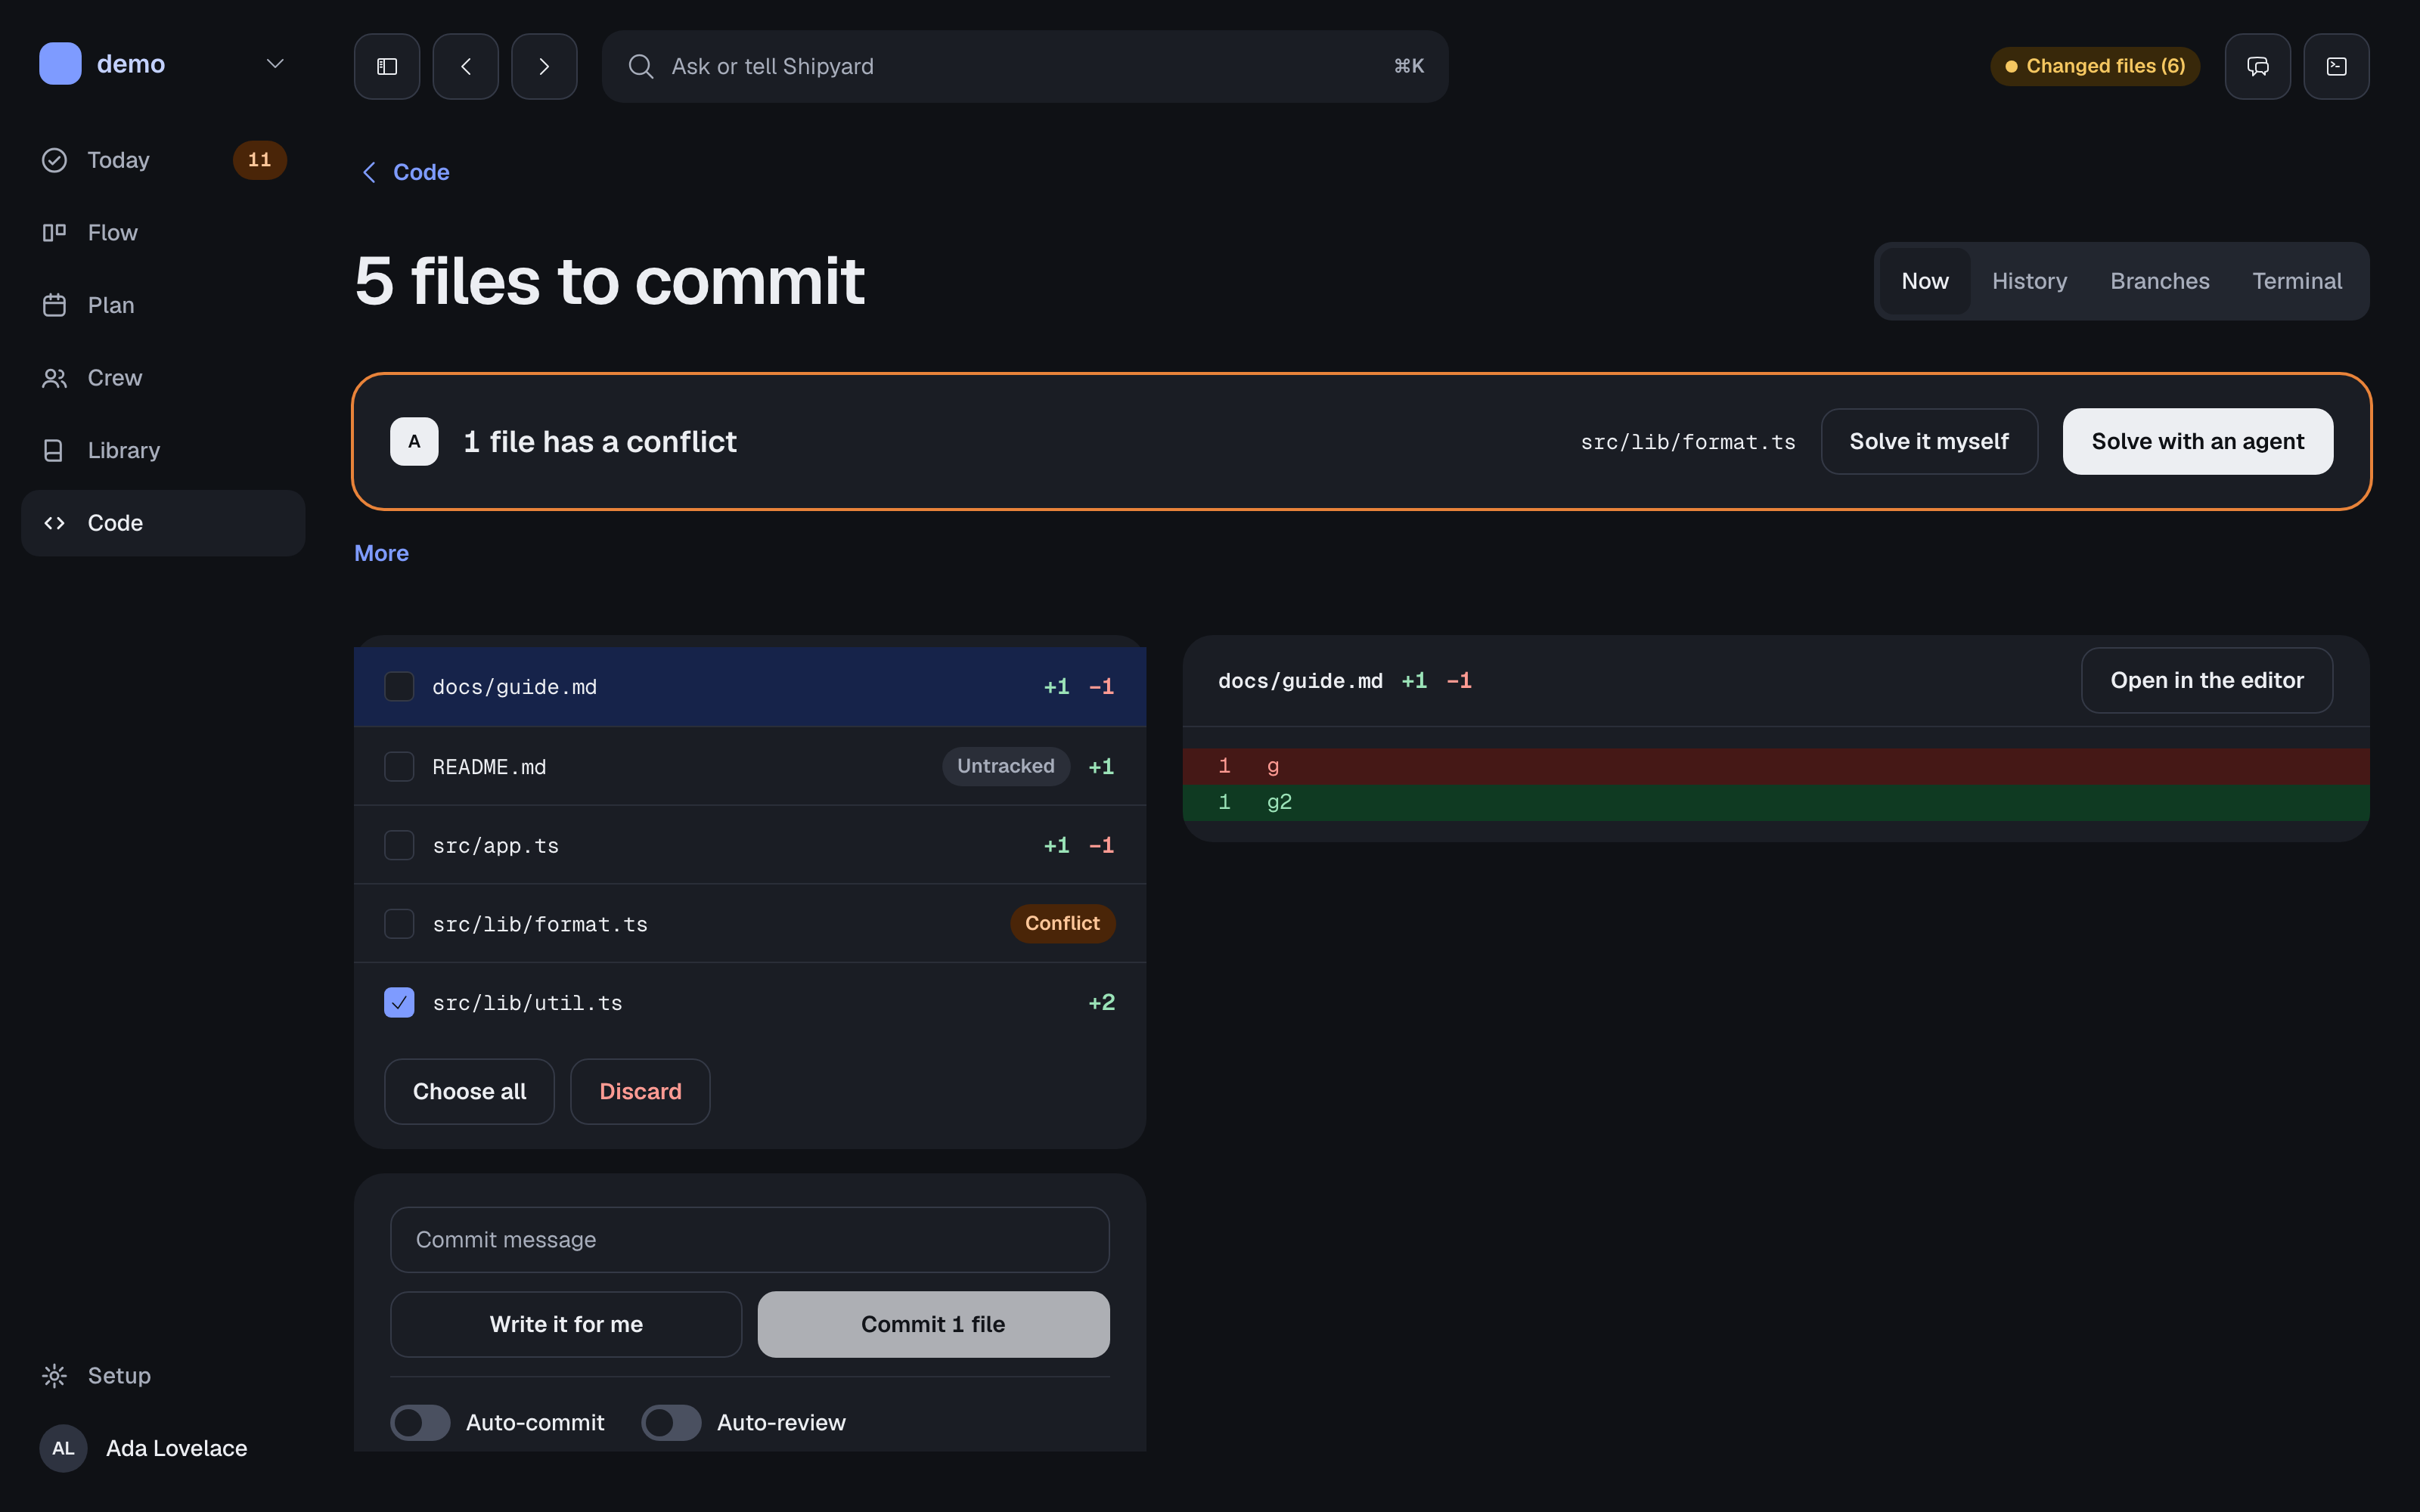 demo
Ask or tell Shipyard
⌘K
Changed files (6)
Today
11
Flow
Plan
Crew
Library
Code
Code
5 files to commit
Now
History
Branches
Terminal
A
1 file has a conflict
src/lib/format.ts
Solve it myself
Solve with an agent
More
docs/guide.md
+1 −1
README.md
Untracked
+1
src/app.ts
+1 −1
src/lib/format.ts
Conflict
src/lib/util.ts
+2
Choose all
Discard
docs/guide.md +1 −1
Open in the editor
1 g
1 g2
Commit message
Write it for me
Commit 1 file
Auto-commit
Auto-review
Setup
AL
Ada Lovelace